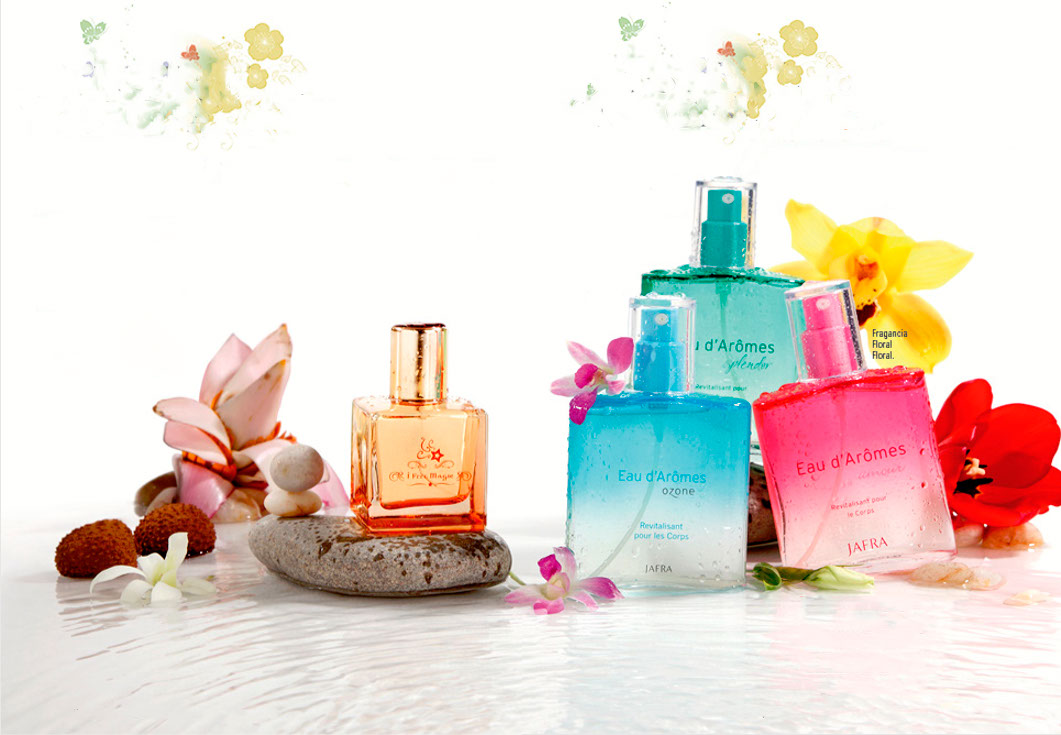 u d'Arômes
splendor
Revitalisant pour
Fragancia
Floral
Floral.
Eau d'Arômes
ozone
Revitalisant
pour les Corps
JAFRA
Eau d'Arômes
Revitalisant pour
le Corps
JAFRA